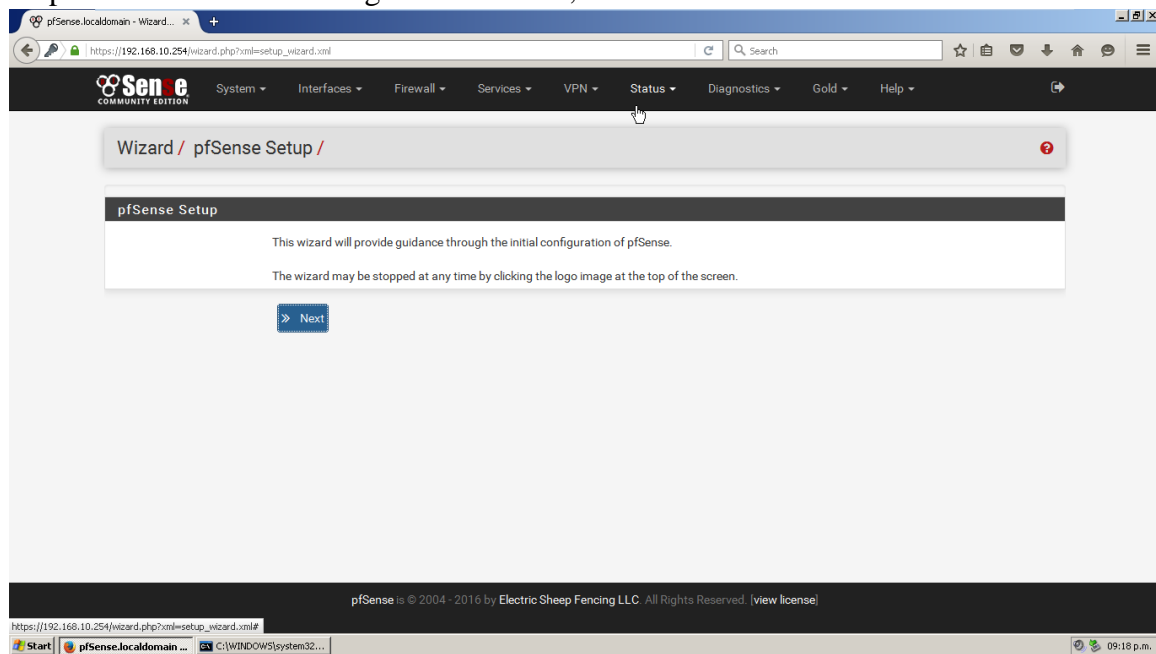 pfSense.localdomain - Wizard... × +
https://192.168.10.254/wizard.php?xml=setup_wizard.xml Search
Sense System Interfaces Firewall Services VPN Status Diagnostics Gold Help
COMMUNITY EDITION
Wizard / pfSense Setup /
pfSense Setup
This wizard will provide guidance through the initial configuration of pfSense.
The wizard may be stopped at any time by clicking the logo image at the top of the screen.
» Next
pfSense is © 2004 - 2016 by Electric Sheep Fencing LLC. All Rights Reserved. [view license]
https://192.168.10.254/wizard.php?xml=setup_wizard.xml#
Start pfSense.localdomain ... C:\WINDOWS\system32... 09:18 p.m.